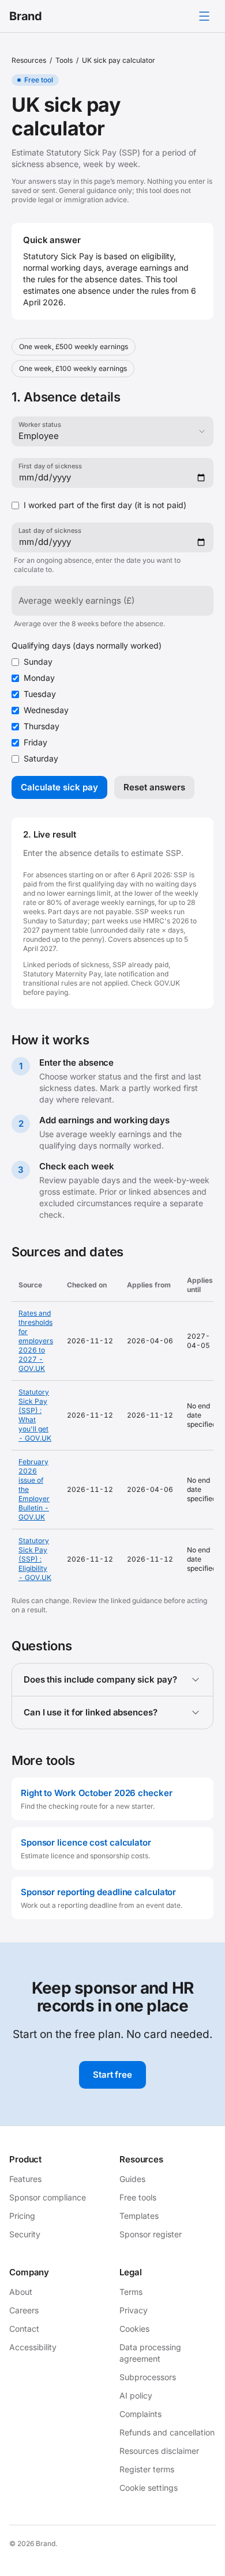 Brand
Resources / Tools / UK sick pay calculator
Free tool
UK sick pay
calculator
Estimate Statutory Sick Pay (SSP) for a period of
sickness absence, week by week.
Your answers stay in this page's memory. Nothing you enter is
saved or sent. General guidance only; this tool does not
provide legal or immigration advice.
Quick answer
Statutory Sick Pay is based on eligibility,
normal working days, average earnings and
the rules for the absence dates. This tool
estimates one absence under the rules from 6
April 2026.
One week, £500 weekly earnings
One week, £100 weekly earnings
1. Absence details
Worker status
Employee
First day of sickness
mm/dd/yyyy
I worked part of the first day (it is not paid)
Last day of sickness
mm/dd/yyyy
For an ongoing absence, enter the date you want to
calculate to.
Average weekly earnings (£)
Average over the 8 weeks before the absence.
Qualifying days (days normally worked)
Sunday
Monday
Tuesday
Wednesday
Thursday
Friday
Saturday
Calculate sick pay
Reset answers
2. Live result
Enter the absence details to estimate SSP.
For absences starting on or after 6 April 2026: SSP is
paid from the first qualifying day with no waiting days
and no lower earnings limit, at the lower of the weekly
rate or 80% of average weekly earnings, for up to 28
weeks. Part days are not payable. SSP weeks run
Sunday to Saturday; part weeks use HMRC's 2026 to
2027 payment table (unrounded daily rate × days,
rounded up to the penny). Covers absences up to 5
April 2027.
Linked periods of sickness, SSP already paid,
Statutory Maternity Pay, late notification and
transitional rules are not applied. Check GOV.UK
before paying.
How it works
1
Enter the absence
Choose worker status and the first and last
sickness dates. Mark a partly worked first
day where relevant.
2
Add earnings and working days
Use average weekly earnings and the
qualifying days normally worked.
3
Check each week
Review payable days and the week-by-week
gross estimate. Prior or linked absences and
excluded circumstances require a separate
check.
Sources and dates
Source Checked on Applies from Applies
until
Rates and
thresholds
for
employers
2026 to
2027 -
GOV.UK
2026-11-12 2026-04-06 2027-
04-05
Statutory
Sick Pay
(SSP) :
What
you'll get
- GOV.UK
2026-11-12 2026-11-12 No end
date
specified
February
2026
issue of
the
Employer
Bulletin -
GOV.UK
2026-11-12 2026-04-06 No end
date
specified
Statutory
Sick Pay
(SSP) :
Eligibility
- GOV.UK
2026-11-12 2026-11-12 No end
date
specified
Rules can change. Review the linked guidance before acting
on a result.
Questions
Does this include company sick pay?
Can I use it for linked absences?
More tools
Right to Work October 2026 checker
Find the checking route for a new starter.
Sponsor licence cost calculator
Estimate licence and sponsorship costs.
Sponsor reporting deadline calculator
Work out a reporting deadline from an event date.
Keep sponsor and HR
records in one place
Start on the free plan. No card needed.
Start free
Product
Features
Sponsor compliance
Pricing
Security
Resources
Guides
Free tools
Templates
Sponsor register
Company
About
Careers
Contact
Accessibility
Legal
Terms
Privacy
Cookies
Data processing
agreement
Subprocessors
AI policy
Complaints
Refunds and cancellation
Resources disclaimer
Register terms
Cookie settings
© 2026 Brand.